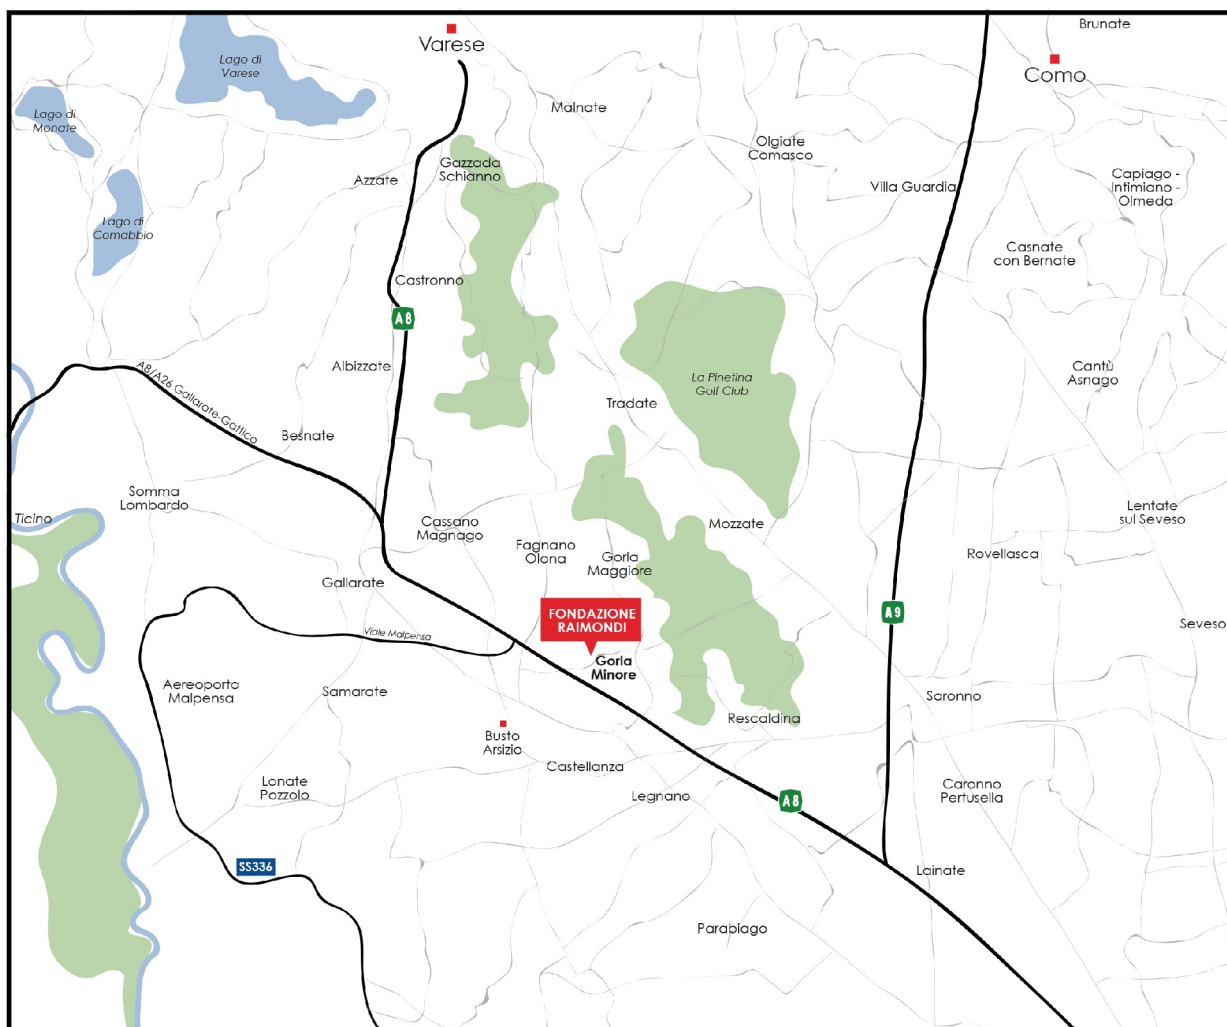 Brunate
Varese
Como
Lago di
Varese
Lago di
Monate
Malnate
Olgiate
Comasco
Gazzada
Schianno
Azzate
Villa Guardia
Capiago -
Intimiano -
Olmeda
Lago di
Comabbio
Casnate
con Bernate
Castronno
A8
Albizzate
A8/A26 Gallarate-Gattico
Cantù
Asnago
La Pinetina
Golf Club
Tradate
Besnate
Somma
Lombardo
Ticino
Cassano
Magnago
Mozzate
Lentate
sul Seveso
Fagnano
Olona
Gorla
Maggiore
Rovellasca
Gallarate
FONDAZIONE
RAIMONDI
A9
Seveso
Viale Malpensa
Gorla
Minore
Aereoporto
Malpensa
Samarate
Saronno
Rescaldina
Busto
Arsizio
Castellanza
Lonate
Pozzolo
Legnano
A8
Caronno
Pertusella
SS336
Lainate
Parabiago